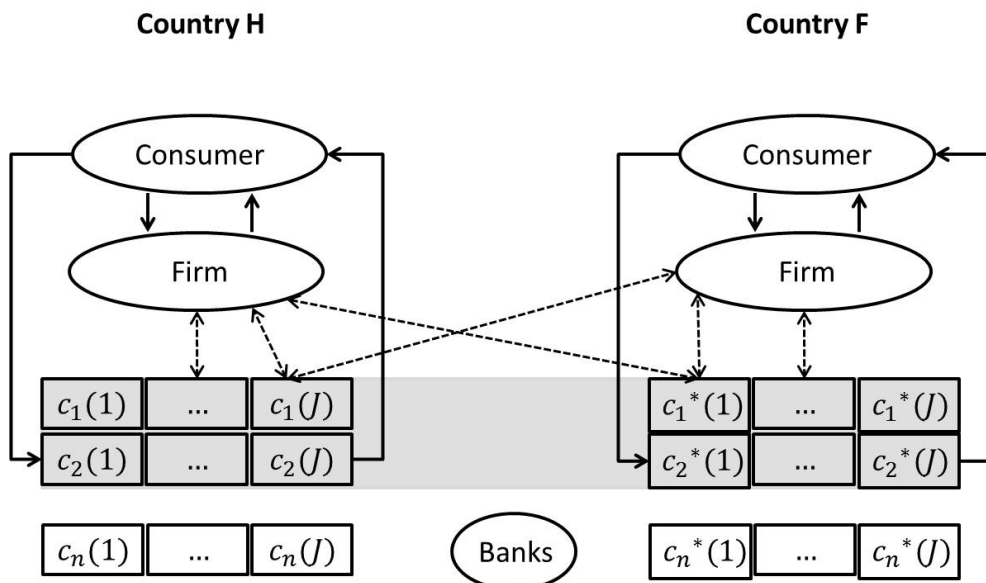 Country H Country F
Consumer Consumer
Firm Firm
c₁(1) ... c₁(J) c₁*(1) ... c₁*(J)
c₂(1) ... c₂(J) c₂*(1) ... c₂*(J)
cₙ(1) ... cₙ(J) Banks cₙ*(1) ... cₙ*(J)